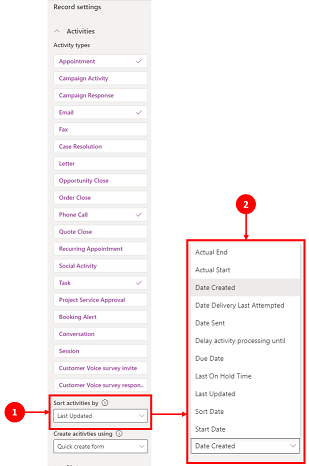 Record settings
Activities
Activity types
Appointment
Campaign Activity
Campaign Response
Email
Fax
Case Resolution
Letter
Opportunity Close
Order Close
Phone Call
Quote Close
Recurring Appointment
Social Activity
Task
Project Service Approval
Booking Alert
Conversation
Session
Customer Voice survey invite
Customer Voice survey respon..
Sort activities by
1
Last Updated
Create activities using
Quick create form
2
Actual End
Actual Start
Date Created
Date Delivery Last Attempted
Date Sent
Delay activity processing until
Due Date
Last On Hold Time
Last Updated
Sort Date
Start Date
Date Created